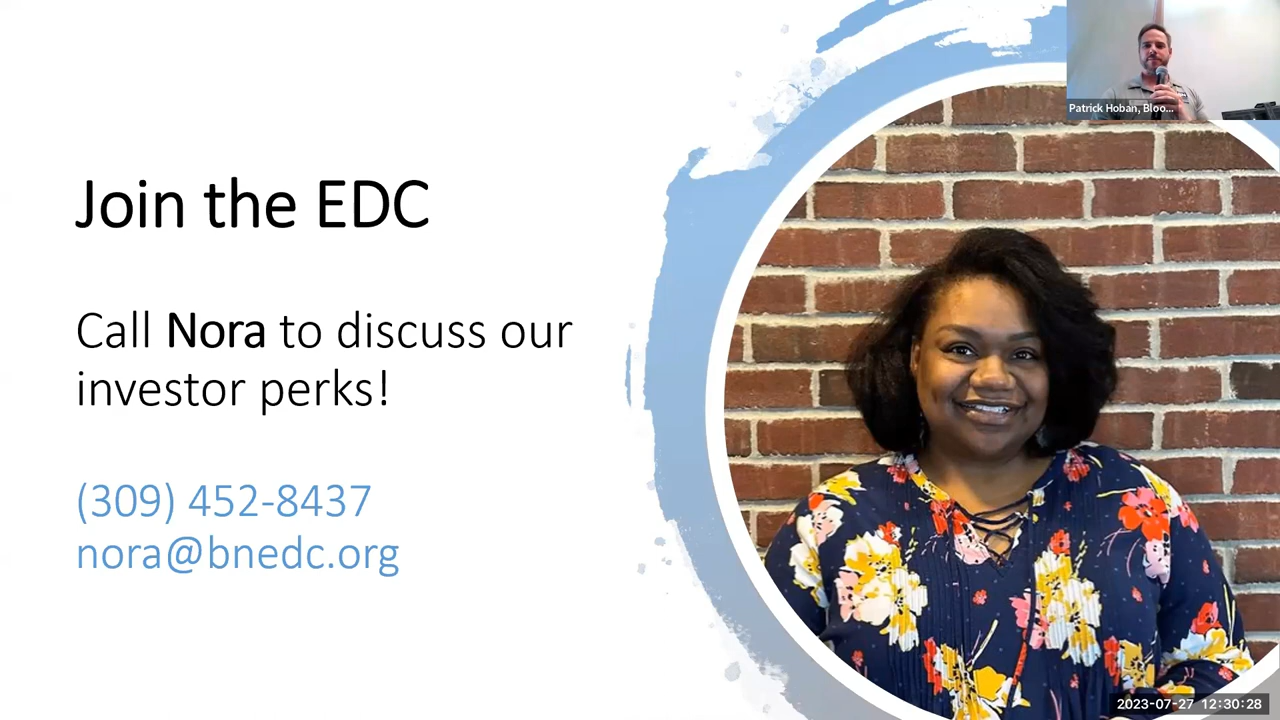 Join the EDC
Call Nora to discuss our
investor perks!
(309) 452-8437
nora@bnedc.org
Patrick Hoban, Bloo...
2023-07-27 12:30:28